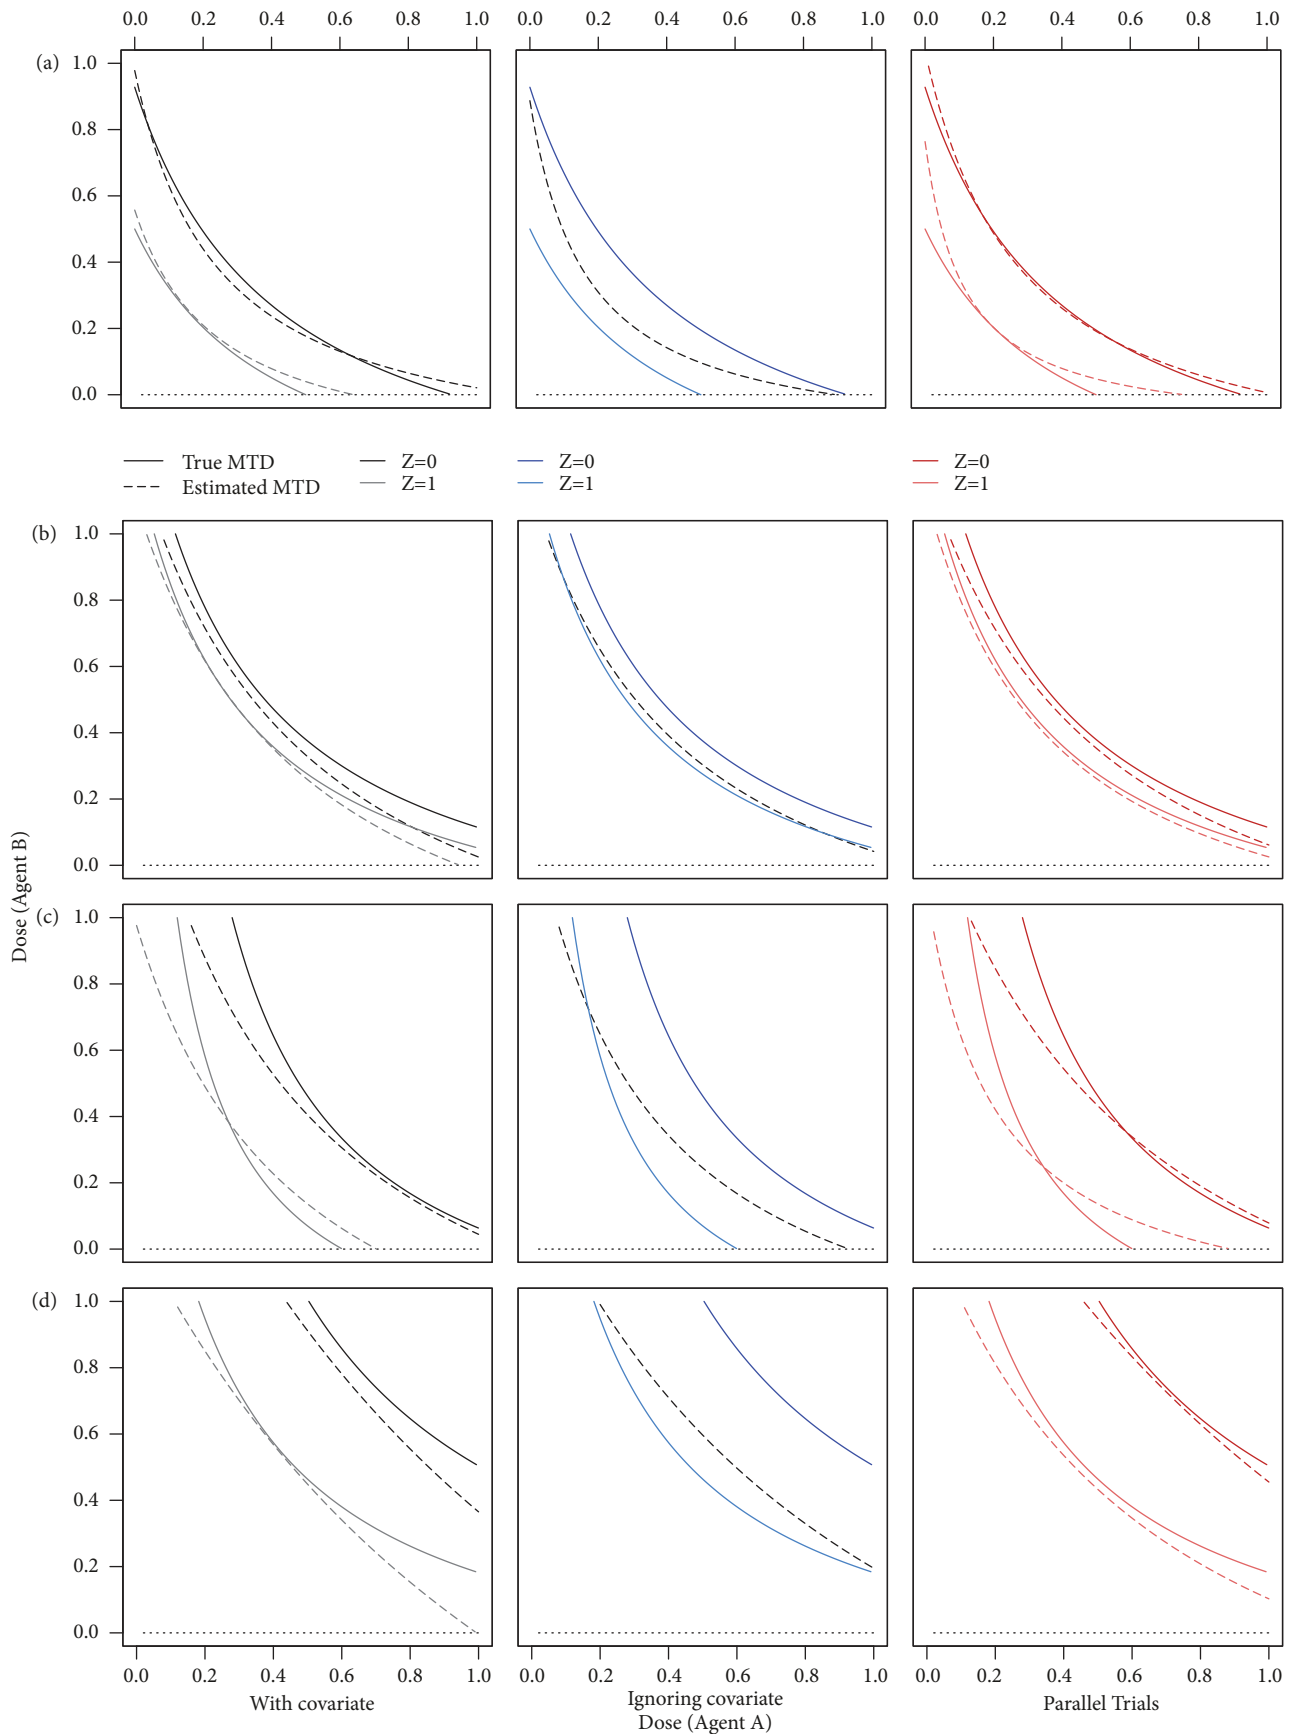 0.0 0.2 0.4 0.6 0.8 1.0 0.0 0.2 0.4 0.6 0.8 1.0 0.0 0.2 0.4 0.6 0.8 1.0
(a) 1.0
0.8
0.6
0.4
0.2
0.0
True MTD Z=0 Z=0 Z=0
Estimated MTD Z=1 Z=1 Z=1
(b) 1.0
0.8
0.6
0.4
0.2
0.0
Dose (Agent B)
(c) 1.0
0.8
0.6
0.4
0.2
0.0
(d) 1.0
0.8
0.6
0.4
0.2
0.0
0.0 0.2 0.4 0.6 0.8 1.0 0.0 0.2 0.4 0.6 0.8 1.0 0.0 0.2 0.4 0.6 0.8 1.0
With covariate Ignoring covariate Parallel Trials
Dose (Agent A)